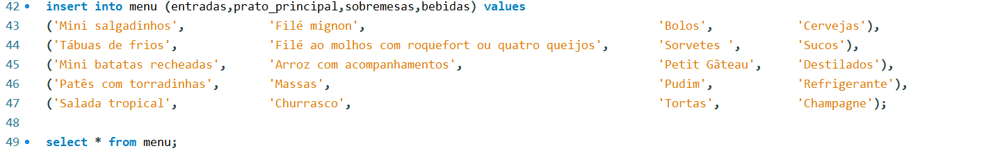 42 insert into menu (entradas,prato_principal,sobremesas,bebidas) values
43 ('Mini salgadinhos', 'Filé mignon', 'Bolos', 'Cervejas'),
44 ('Tábuas de frios', 'Filé ao molhos com roquefort ou quatro queijos', 'Sorvetes ', 'Sucos'),
45 ('Mini batatas recheadas', 'Arroz com acompanhamentos', 'Petit Gâteau', 'Destilados'),
46 ('Patês com torradinhas', 'Massas', 'Pudim', 'Refrigerante'),
47 ('Salada tropical', 'Churrasco', 'Tortas', 'Champagne');
48
49 select * from menu;